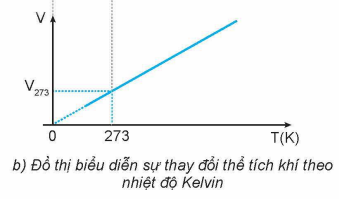 V
V273
0 273 T(K)
b) Đồ thị biểu diễn sự thay đổi thể tích khí theo
nhiệt độ Kelvin